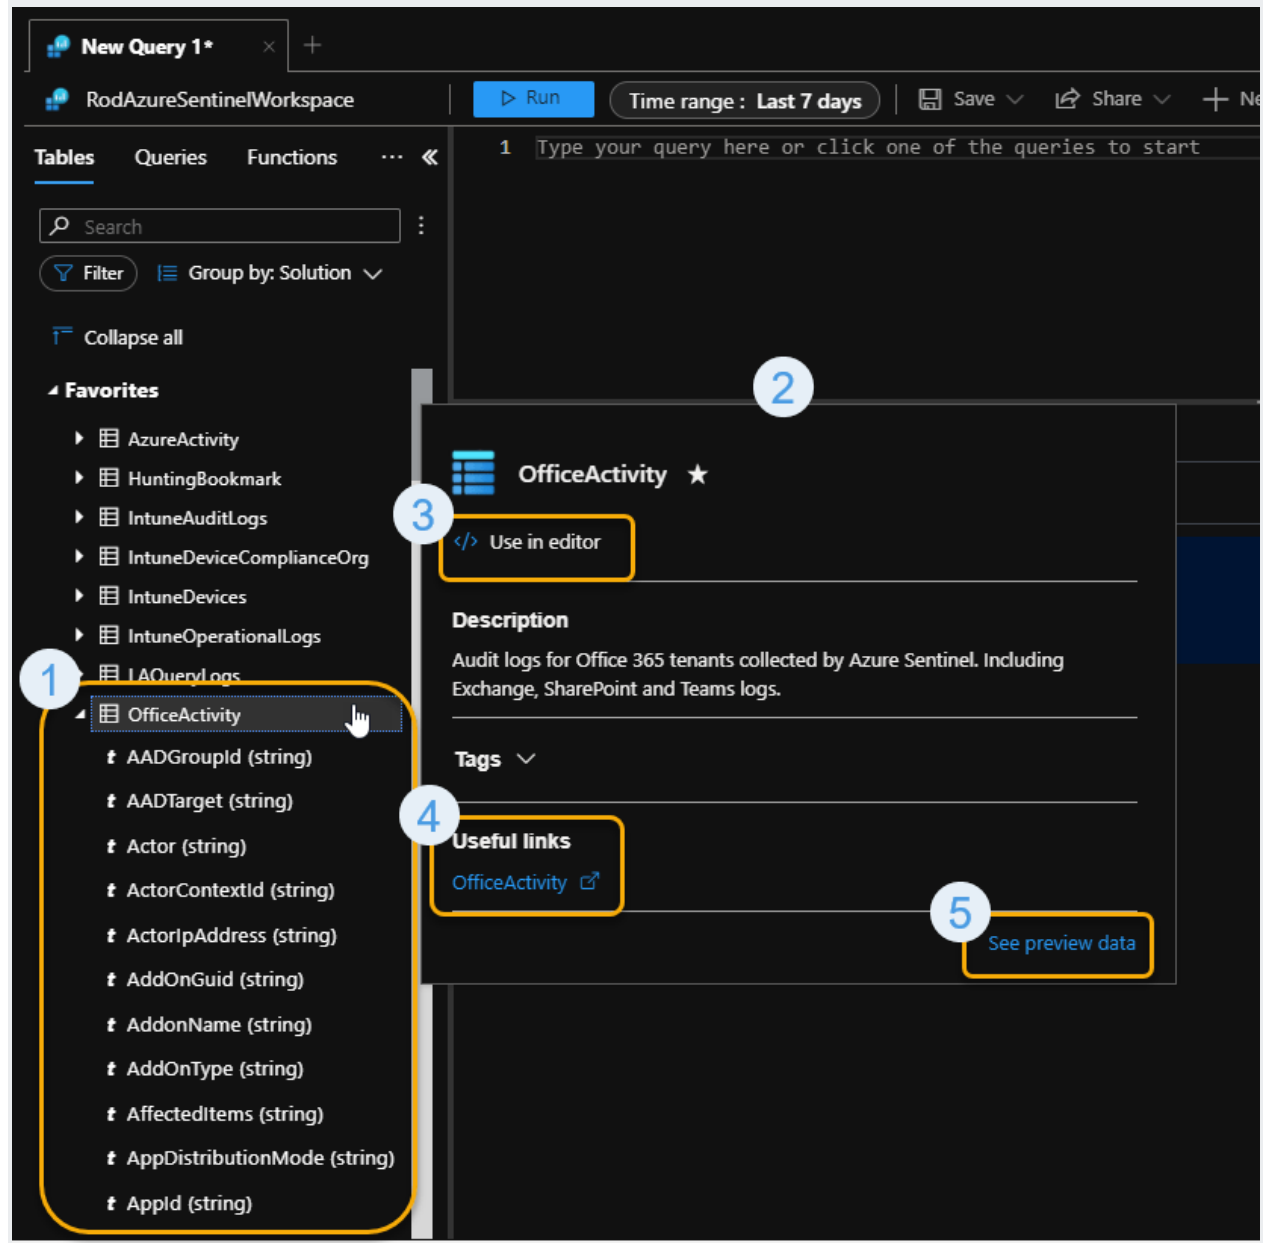 New Query 1*
RodAzureSentinelWorkspace
Run
Time range : Last 7 days
Save
Share
Tables
Queries
Functions
1 Type your query here or click one of the queries to start
Search
Filter
Group by: Solution
Collapse all
Favorites
AzureActivity
HuntingBookmark
IntuneAuditLogs
IntuneDeviceComplianceOrg
IntuneDevices
IntuneOperationalLogs
LAQueryLogs
1
OfficeActivity
t AADGroupId (string)
t AADTarget (string)
t Actor (string)
t ActorContextId (string)
t ActorIpAddress (string)
t AddOnGuid (string)
t AddonName (string)
t AddOnType (string)
t AffectedItems (string)
t AppDistributionMode (string)
t AppId (string)
2
OfficeActivity
3
</> Use in editor
Description
Audit logs for Office 365 tenants collected by Azure Sentinel. Including
Exchange, SharePoint and Teams logs.
Tags
4
Useful links
OfficeActivity
5
See preview data